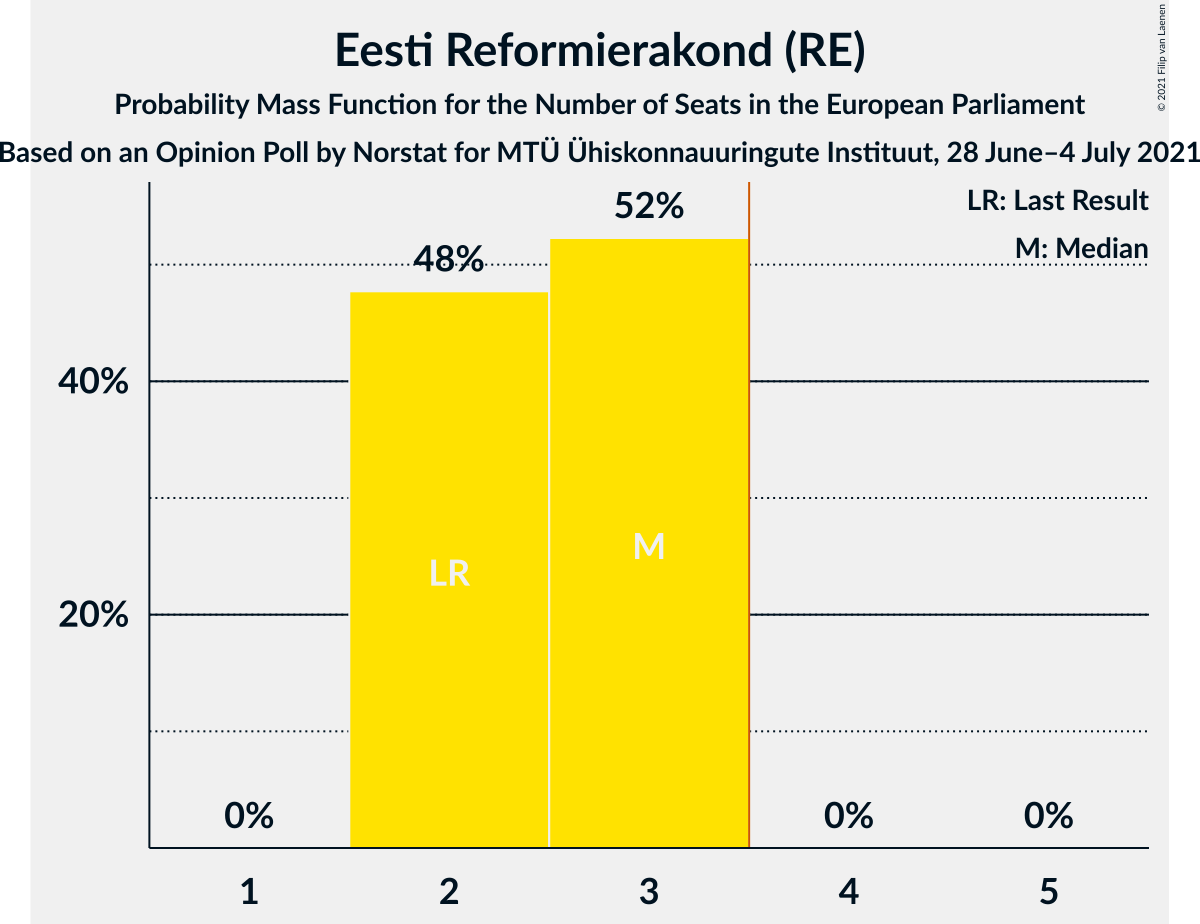 Eesti Reformierakond (RE)
Probability Mass Function for the Number of Seats in the European Parliament
Based on an Opinion Poll by Norstat for MTÜ Ühiskonnauuringute Instituut, 28 June–4 July 2021
© 2021 Filip van Laenen
LR: Last Result
M: Median
52%
48%
40%
20%
LR
M
0%
0%
0%
1
2
3
4
5